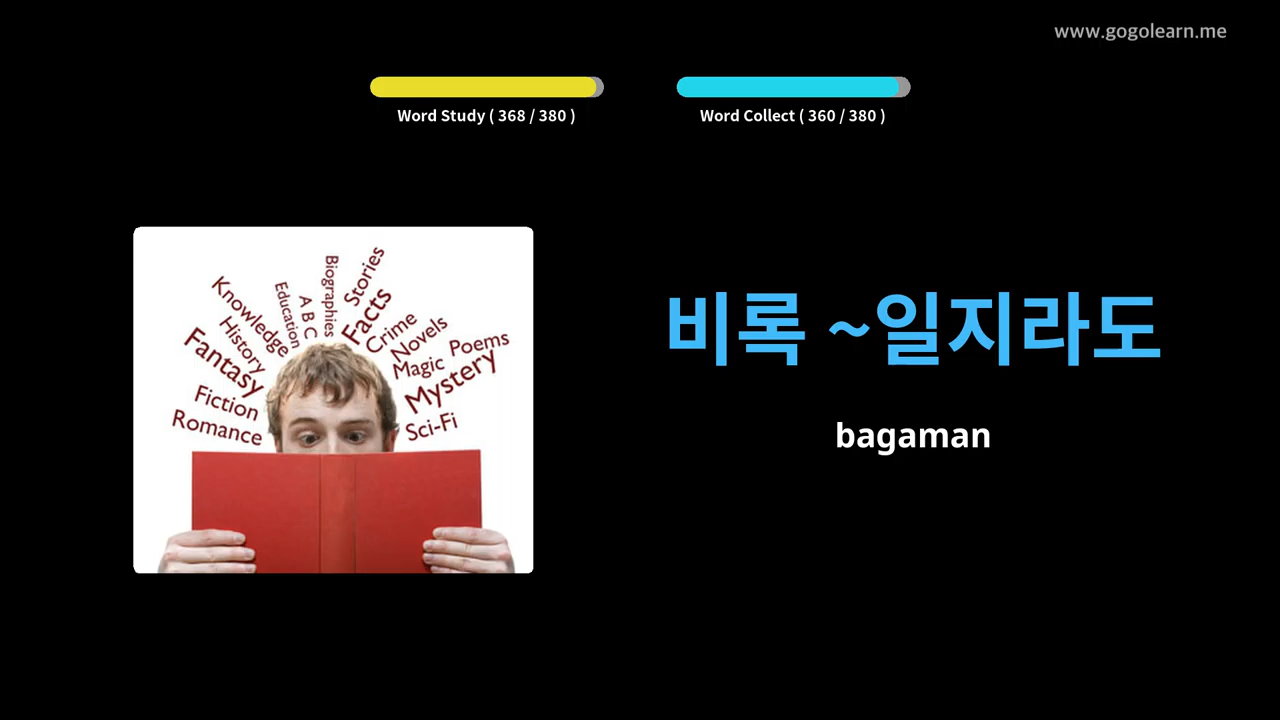 www.gogolearn.me
Word Study ( 368 / 380 )
Word Collect ( 360 / 380 )
Knowledge
History
Fantasy
Fiction
Romance
Education
A B C
Biographies
Stories
Facts
Crime
Novels
Magic
Poems
Mystery
Sci-Fi
비록 ~일지라도
bagaman